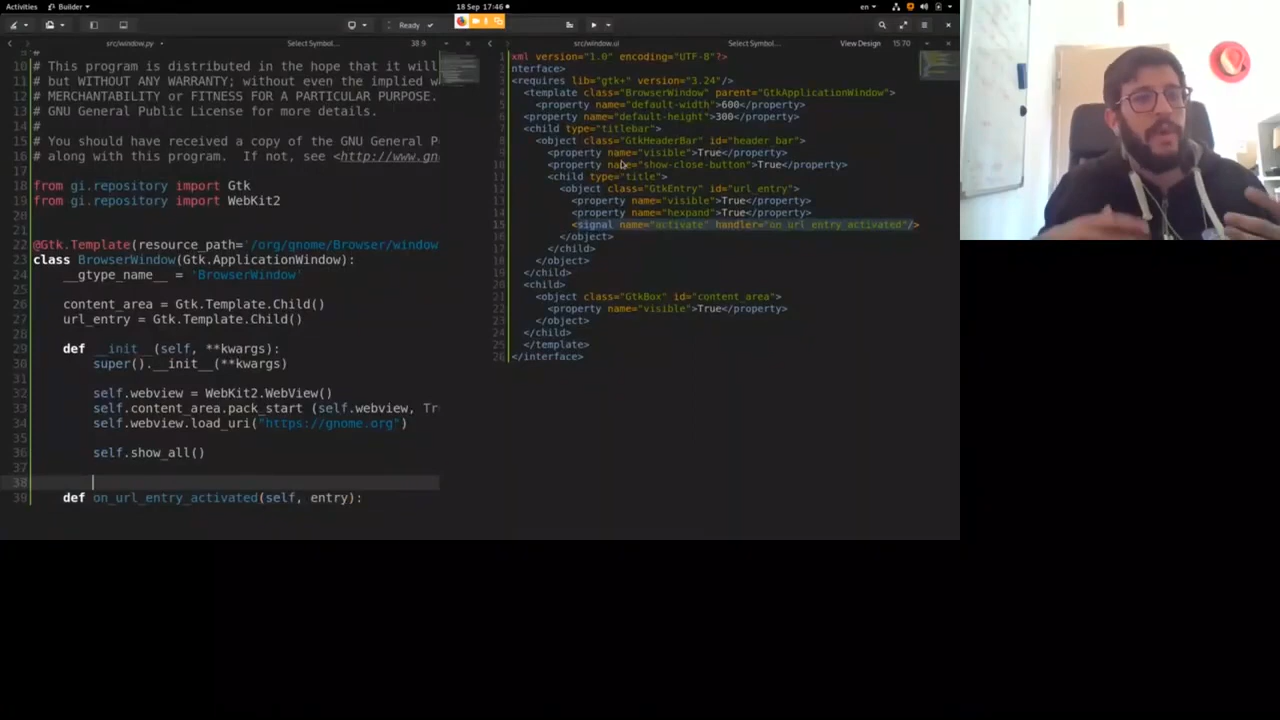 Activities
Builder
18 Sep 17:46
en
Ready
src/window.py
Select Symbol...
38:9
src/window.ui
Select Symbol...
View Design
15:70
10 # This program is distributed in the hope that it will
11 # but WITHOUT ANY WARRANTY; without even the implied w
12 # MERCHANTABILITY or FITNESS FOR A PARTICULAR PURPOSE.
13 # GNU General Public License for more details.
14 #
15 # You should have received a copy of the GNU General P
16 # along with this program. If not, see <http://www.gn
17
18 from gi.repository import Gtk
19 from gi.repository import WebKit2
20
21
22 @Gtk.Template(resource_path='/org/gnome/Browser/window
23 class BrowserWindow(Gtk.ApplicationWindow):
24 __gtype_name__ = 'BrowserWindow'
25
26 content_area = Gtk.Template.Child()
27 url_entry = Gtk.Template.Child()
28
29 def __init__(self, **kwargs):
30 super().__init__(**kwargs)
31
32 self.webview = WebKit2.WebView()
33 self.content_area.pack_start (self.webview, Tr
34 self.webview.load_uri("https://gnome.org")
35
36 self.show_all()
37
38
39 def on_url_entry_activated(self, entry):
1 xml version="1.0" encoding="UTF-8"?>
2 nterface>
3 <requires lib="gtk+" version="3.24"/>
4 <template class="BrowserWindow" parent="GtkApplicationWindow">
5 <property name="default-width">600</property>
6 <property name="default-height">300</property>
7 <child type="titlebar">
8 <object class="GtkHeaderBar" id="header_bar">
9 <property name="visible">True</property>
10 <property name="show-close-button">True</property>
11 <child type="title">
12 <object class="GtkEntry" id="url_entry">
13 <property name="visible">True</property>
14 <property name="hexpand">True</property>
15 <signal name="activate" handler="on_url_entry_activated"/>
16 </object>
17 </child>
18 </object>
19 </child>
20 <child>
21 <object class="GtkBox" id="content_area">
22 <property name="visible">True</property>
23 </object>
24 </child>
25 </template>
26 </interface>